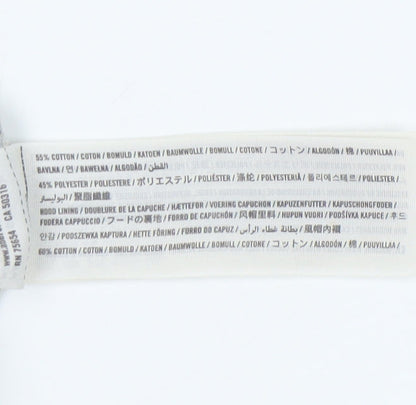 55% COTTON / COTON / BOMULD / KATOEN / BAUMWOLLE / BOMULL / COTONE / コットン / ALGODÓN / 棉 / PUUVILLAA /
BAVLNA / 면 / BAWEŁNA / ALGODÃO / القطن /
45% POLYESTER / POLIESTERE / ポリエステル / POLIÉSTER / 涤纶 / POLYESTERIÄ / 폴리에스테르 / POLIESTER /
البوليستر / 聚脂纖維
HOOD LINING / DOUBLURE DE LA CAPUCHE / HÆTTEFOR / VOERING CAPUCHON / KAPUZENFUTTER / KAPUSCHONGFODER /
FODERA CAPPUCCIO / フードの裏地 / FORRO DE CAPUCHÓN / 风帽里料 / HUPUN VUORI / PODŠÍVKA KAPUCE / 후드
안감 / PODSZEWKA KAPTURA / HETTE FÔRING / FORRO DO CAPUZ / بطانة غطاء الرأس / 風帽內襯
60% COTTON / COTON / BOMULD / KATOEN / BAUMWOLLE / BOMULL / COTONE / コットン / ALGODÓN / 棉 / PUUVILLAA /
CA 50316
RN 75654